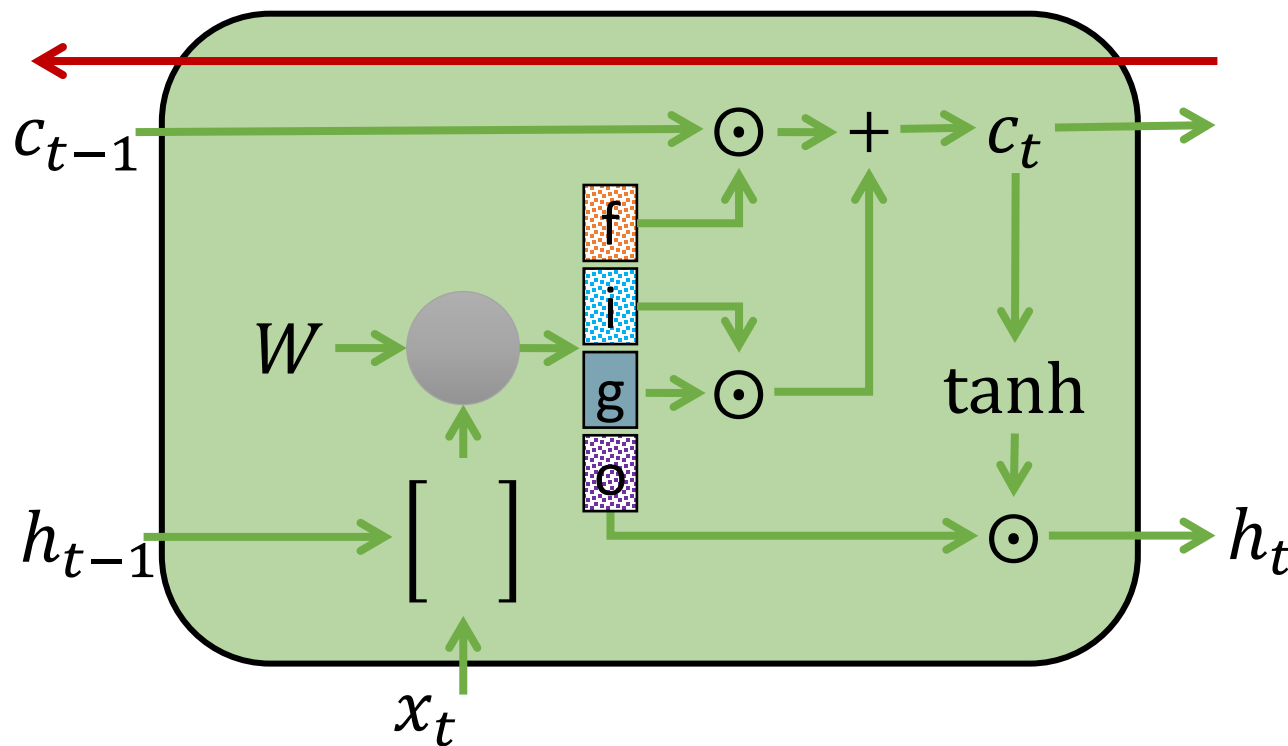 c_{t-1} ⊙ + c_t
f
i
W
g ⊙ tanh
o
h_{t-1} [ ] ⊙ h_t
x_t